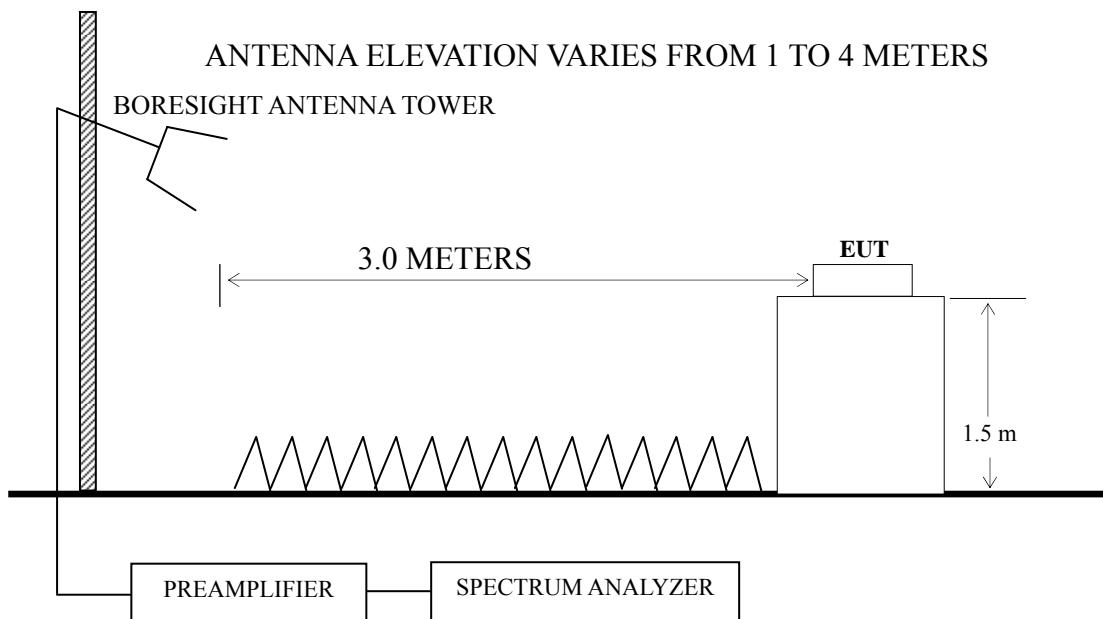 ANTENNA ELEVATION VARIES FROM 1 TO 4 METERS
BORESIGHT ANTENNA TOWER
3.0 METERS
EUT
1.5 m
PREAMPLIFIER
SPECTRUM ANALYZER